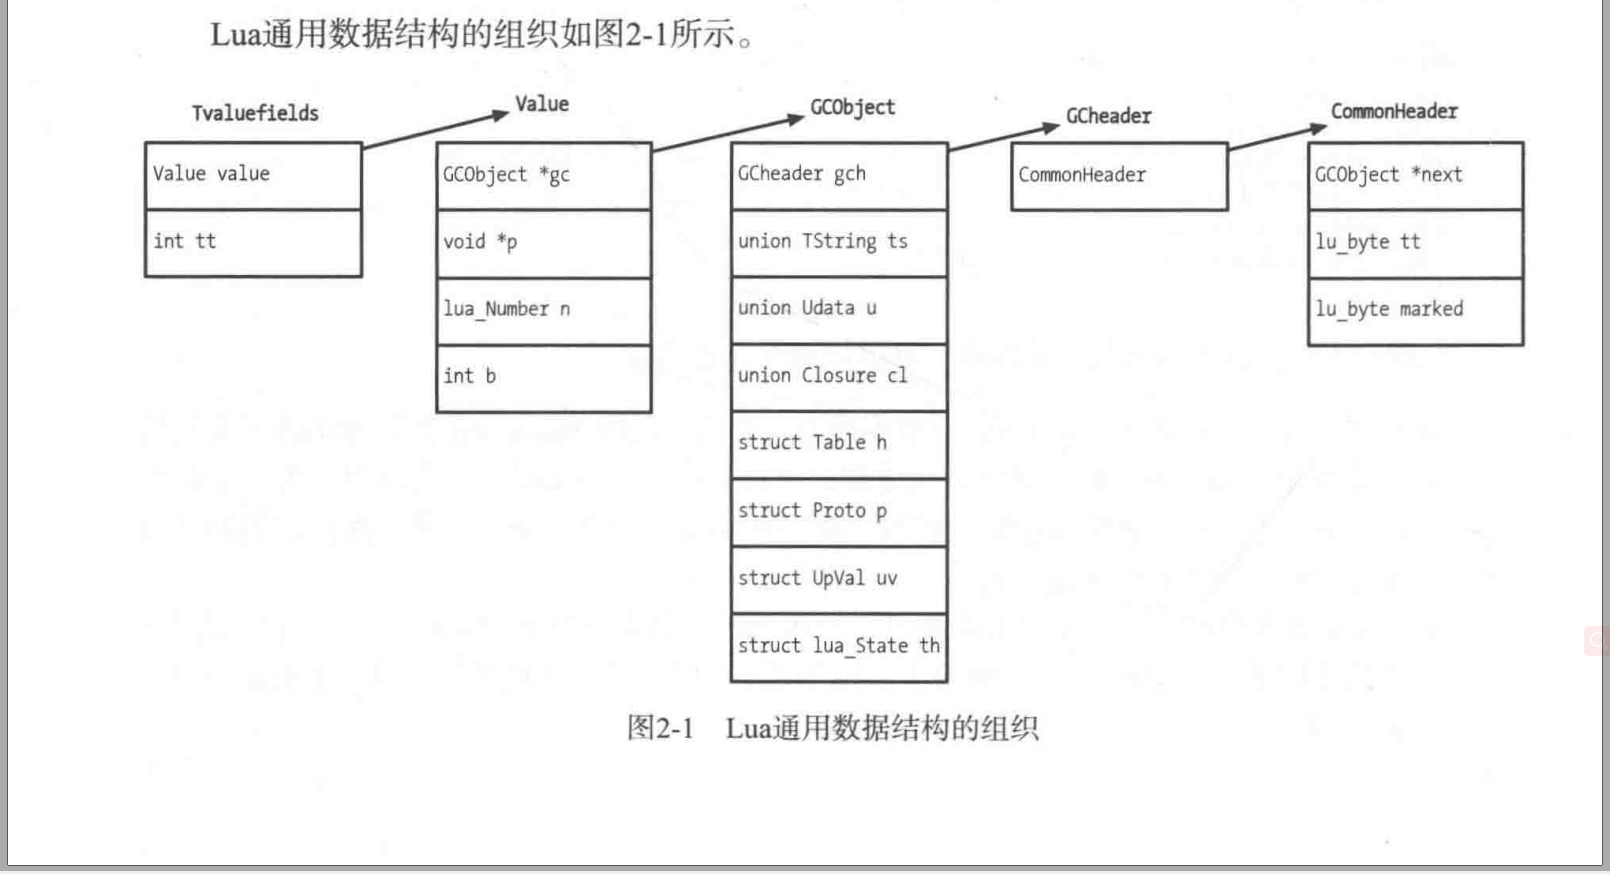 Lua通用数据结构的组织如图2-1所示。
Tvaluefields
Value value
int tt
Value
GCObject *gc
void *p
lua_Number n
int b
GCObject
GCheader gch
union TString ts
union Udata u
union Closure cl
struct Table h
struct Proto p
struct UpVal uv
struct lua_State th
GCheader
CommonHeader
CommonHeader
GCObject *next
lu_byte tt
lu_byte marked
图2-1 Lua通用数据结构的组织